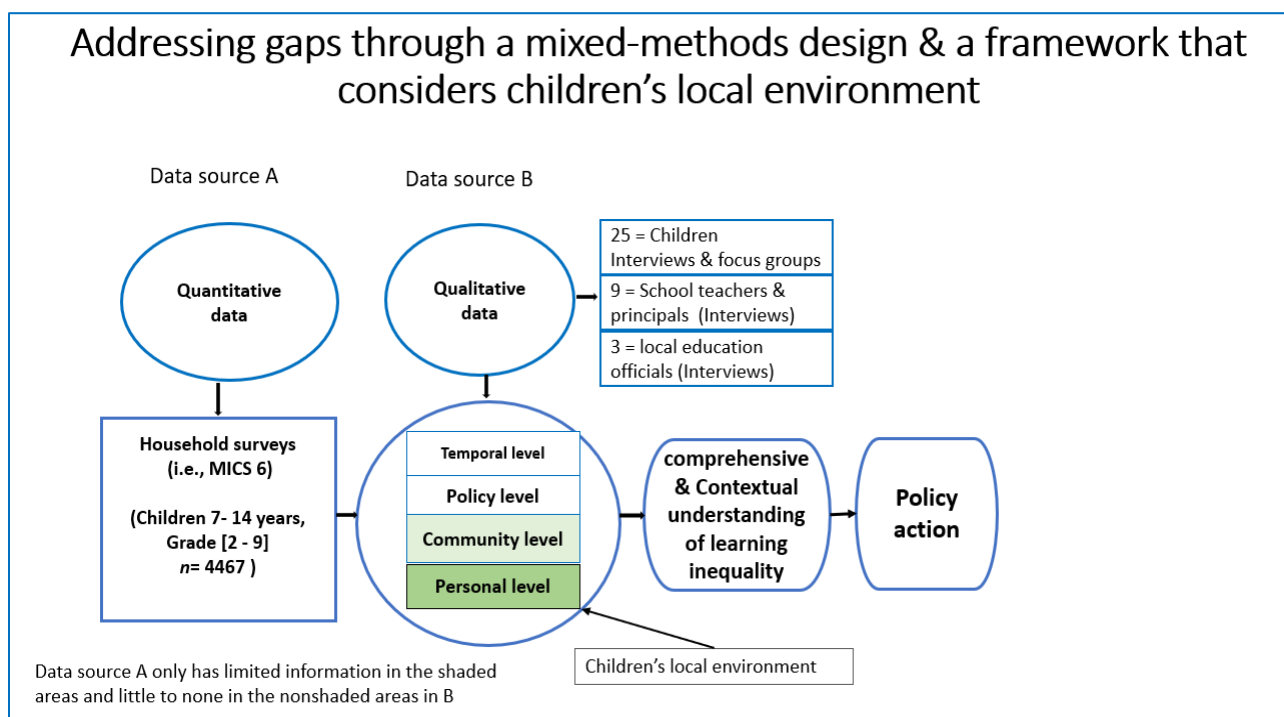 Addressing gaps through a mixed-methods design & a framework that
considers children's local environment
Data source A
Data source B
Quantitative
data
Qualitative
data
25 = Children
Interviews & focus groups
9 = School teachers &
principals (Interviews)
3 = local education
officials (Interviews)
Household surveys
(i.e., MICS 6)
(Children 7- 14 years,
Grade [2 - 9]
n= 4467 )
Temporal level
Policy level
Community level
Personal level
comprehensive
& Contextual
understanding
of learning
inequality
Policy
action
Children's local environment
Data source A only has limited information in the shaded
areas and little to none in the nonshaded areas in B